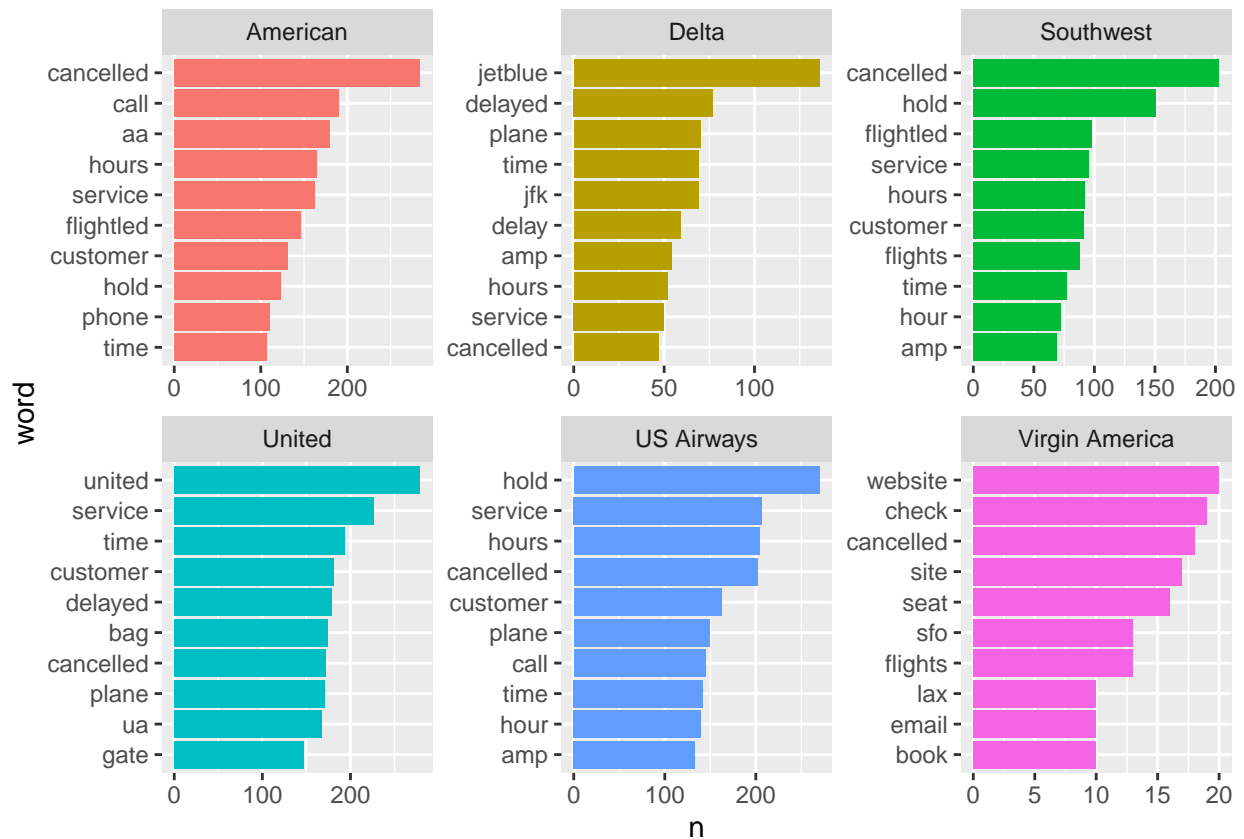 American
cancelled
call
aa
hours
service
flightled
customer
hold
phone
time
0 100 200
Delta
jetblue
delayed
plane
time
jfk
delay
amp
hours
service
cancelled
0 50 100
Southwest
cancelled
hold
flightled
service
hours
customer
flights
time
hour
amp
0 50 100 150 200
word
United
united
service
time
customer
delayed
bag
cancelled
plane
ua
gate
0 100 200
US Airways
hold
service
hours
cancelled
customer
plane
call
time
hour
amp
0 100 200
Virgin America
website
check
cancelled
site
seat
sfo
flights
lax
email
book
0 5 10 15 20
n